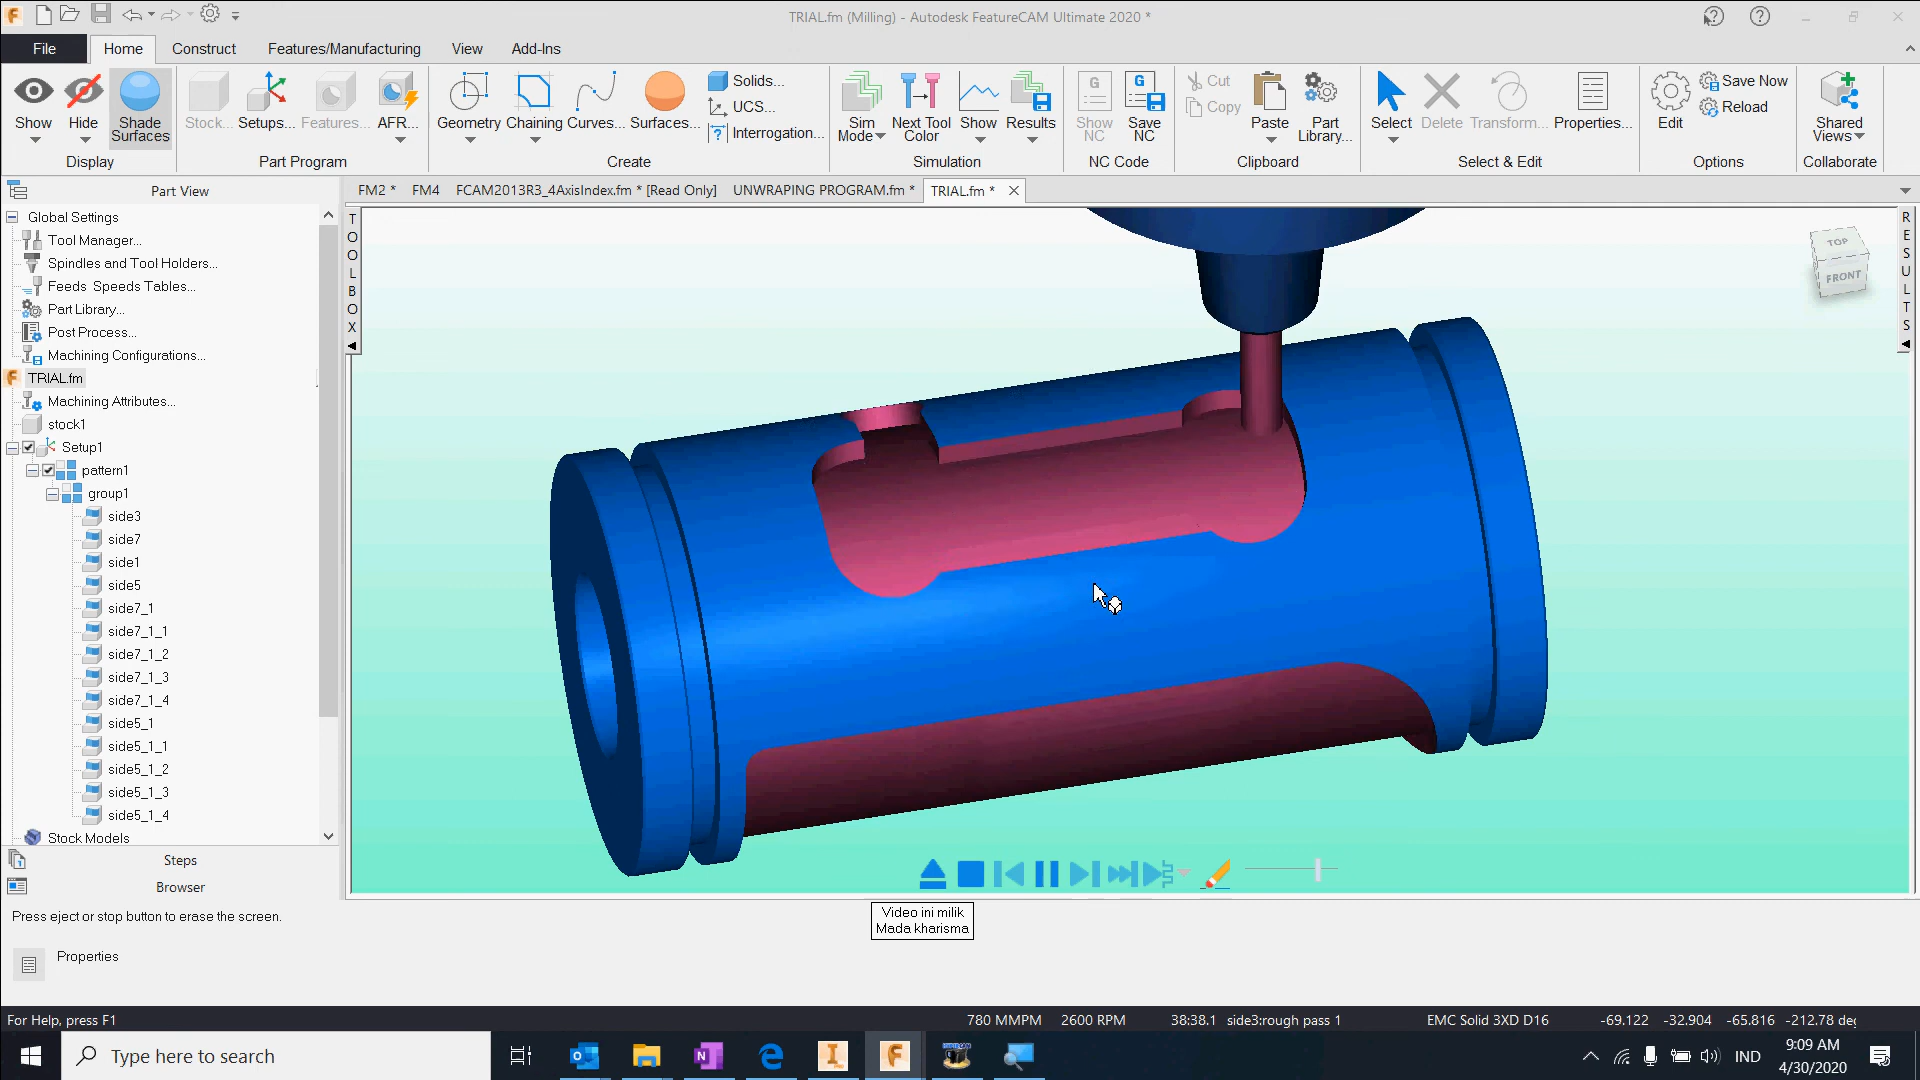 TRIAL.fm (Milling) - Autodesk FeatureCAM Ultimate 2020 *
File Home Construct Features/Manufacturing View Add-Ins
Show
Hide
Shade Surfaces
Display
Stock...
Setups...
Features...
AFR...
Part Program
Geometry
Chaining
Curves...
Surfaces...
Solids...
UCS...
Interrogation...
Create
Sim Mode
Next Tool Color
Show
Results
Simulation
Show NC
Save NC
NC Code
Cut
Copy
Paste
Part Library...
Clipboard
Select
Delete
Transform...
Properties...
Select & Edit
Edit
Save Now
Reload
Options
Shared Views
Collaborate
Part View
FM2 * FM4 FCAM2013R3_4AxisIndex.fm * [Read Only] UNWRAPING PROGRAM.fm * TRIAL.fm *
Global Settings
Tool Manager...
Spindles and Tool Holders...
Feeds Speeds Tables...
Part Library...
Post Process...
Machining Configurations...
TRIAL.fm
Machining Attributes...
stock1
Setup1
pattern1
group1
side3
side7
side1
side5
side7_1
side7_1_1
side7_1_2
side7_1_3
side7_1_4
side5_1
side5_1_1
side5_1_2
side5_1_3
side5_1_4
Stock Models
Steps
Browser
TOOLBOX
TOP
FRONT
RESULTS
Video ini milik
Mada kharisma
Press eject or stop button to erase the screen.
Properties
For Help, press F1
780 MMPM 2600 RPM 38:38.1 side3:rough pass 1 EMC Solid 3XD D16 -69.122 -32.904 -65.816 -212.78
Type here to search
IND
9:09 AM
4/30/2020